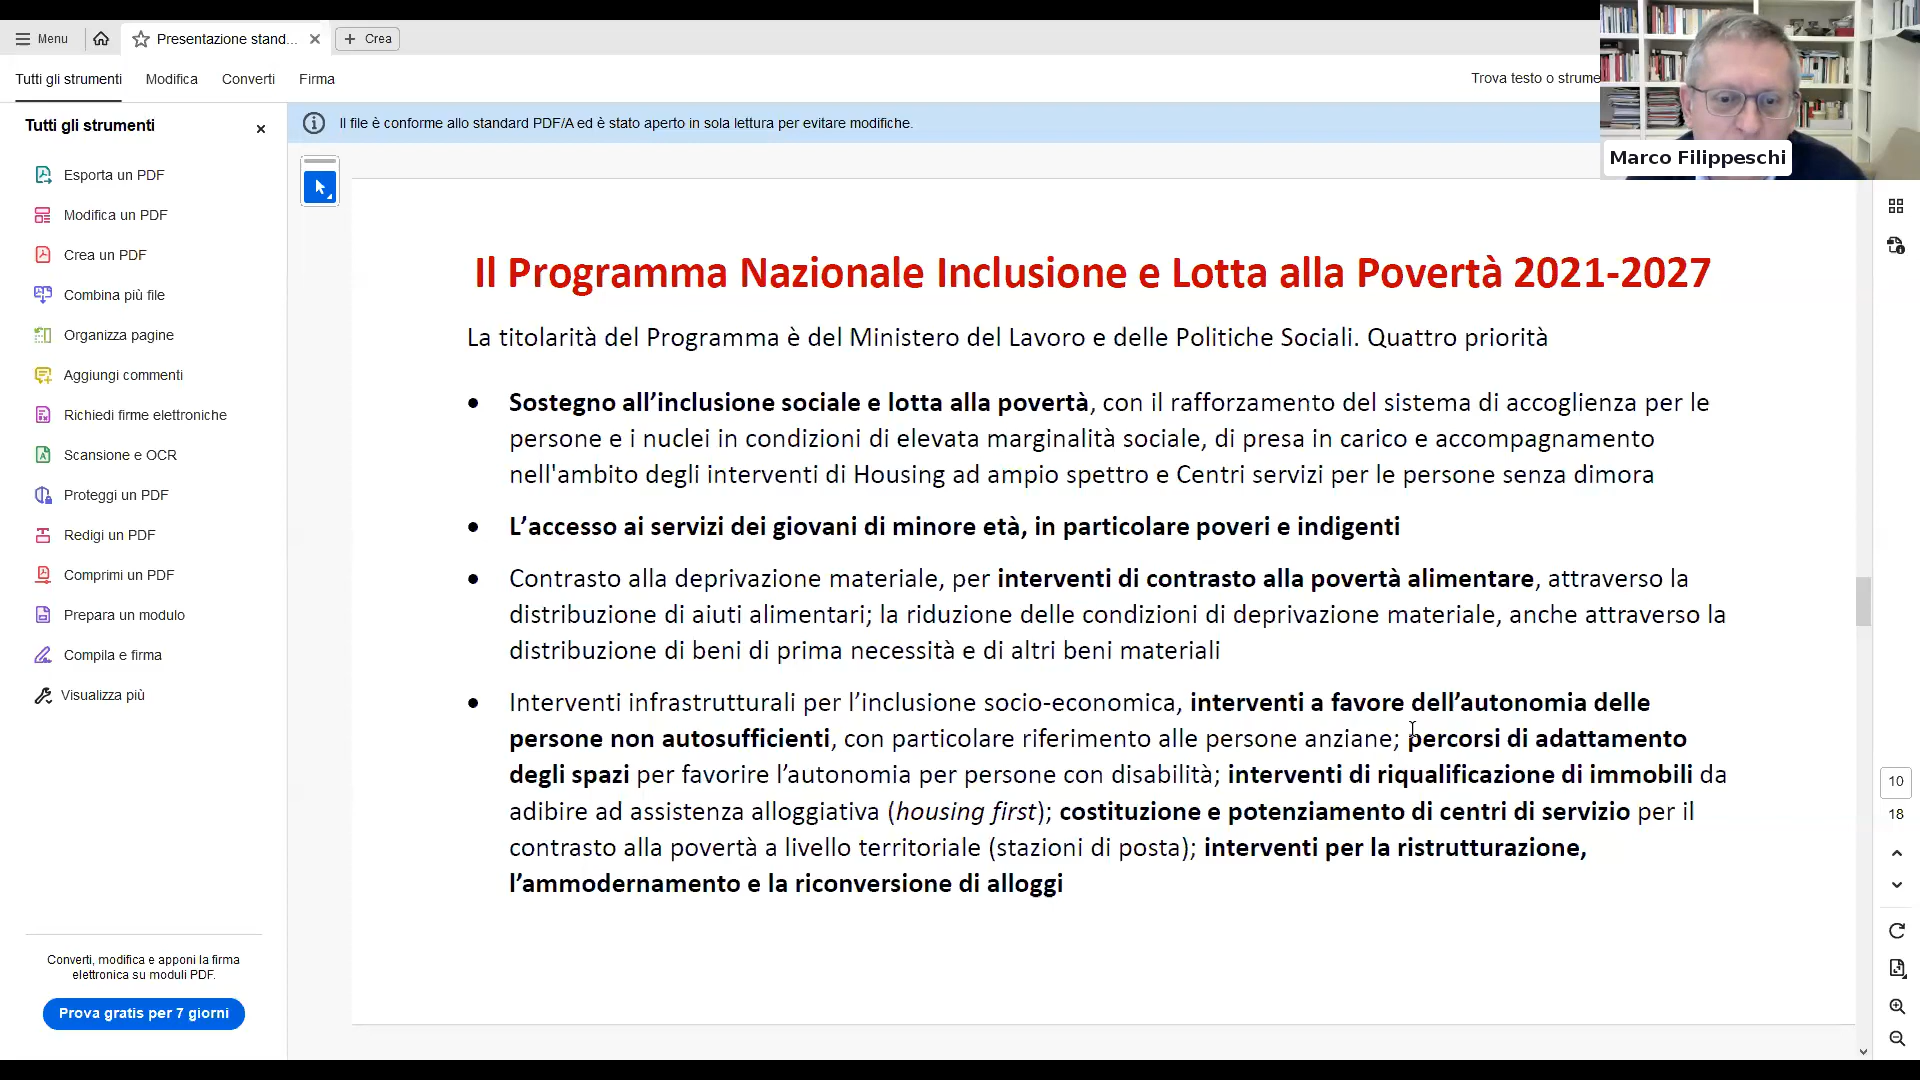 Menu
Presentazione stand...
Crea
Tutti gli strumenti
Modifica
Converti
Firma
Trova testo o strume
Tutti gli strumenti
Il file è conforme allo standard PDF/A ed è stato aperto in sola lettura per evitare modifiche.
Marco Filippeschi
Esporta un PDF
Modifica un PDF
Crea un PDF
Combina più file
Organizza pagine
Aggiungi commenti
Richiedi firme elettroniche
Scansione e OCR
Proteggi un PDF
Redigi un PDF
Comprimi un PDF
Prepara un modulo
Compila e firma
Visualizza più
Converti, modifica e apponi la firma
elettronica su moduli PDF.
Prova gratis per 7 giorni
Il Programma Nazionale Inclusione e Lotta alla Povertà 2021-2027
La titolarità del Programma è del Ministero del Lavoro e delle Politiche Sociali. Quattro priorità
• Sostegno all’inclusione sociale e lotta alla povertà, con il rafforzamento del sistema di accoglienza per le
persone e i nuclei in condizioni di elevata marginalità sociale, di presa in carico e accompagnamento
nell'ambito degli interventi di Housing ad ampio spettro e Centri servizi per le persone senza dimora
• L’accesso ai servizi dei giovani di minore età, in particolare poveri e indigenti
• Contrasto alla deprivazione materiale, per interventi di contrasto alla povertà alimentare, attraverso la
distribuzione di aiuti alimentari; la riduzione delle condizioni di deprivazione materiale, anche attraverso la
distribuzione di beni di prima necessità e di altri beni materiali
• Interventi infrastrutturali per l’inclusione socio-economica, interventi a favore dell’autonomia delle
persone non autosufficienti, con particolare riferimento alle persone anziane; percorsi di adattamento
degli spazi per favorire l’autonomia per persone con disabilità; interventi di riqualificazione di immobili da
adibire ad assistenza alloggiativa (housing first); costituzione e potenziamento di centri di servizio per il
contrasto alla povertà a livello territoriale (stazioni di posta); interventi per la ristrutturazione,
l’ammodernamento e la riconversione di alloggi
10
18